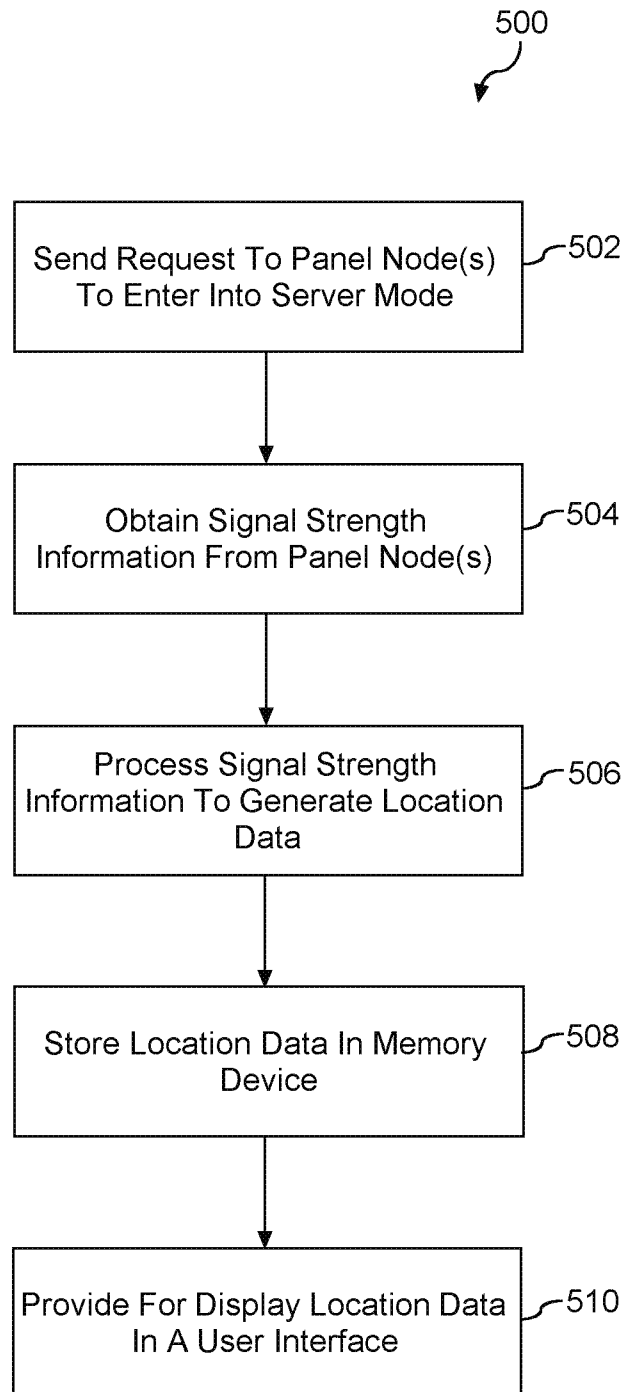 500
Send Request To Panel Node(s)
To Enter Into Server Mode
502
Obtain Signal Strength
Information From Panel Node(s)
504
Process Signal Strength
Information To Generate Location
Data
506
Store Location Data In Memory
Device
508
Provide For Display Location Data
In A User Interface
510